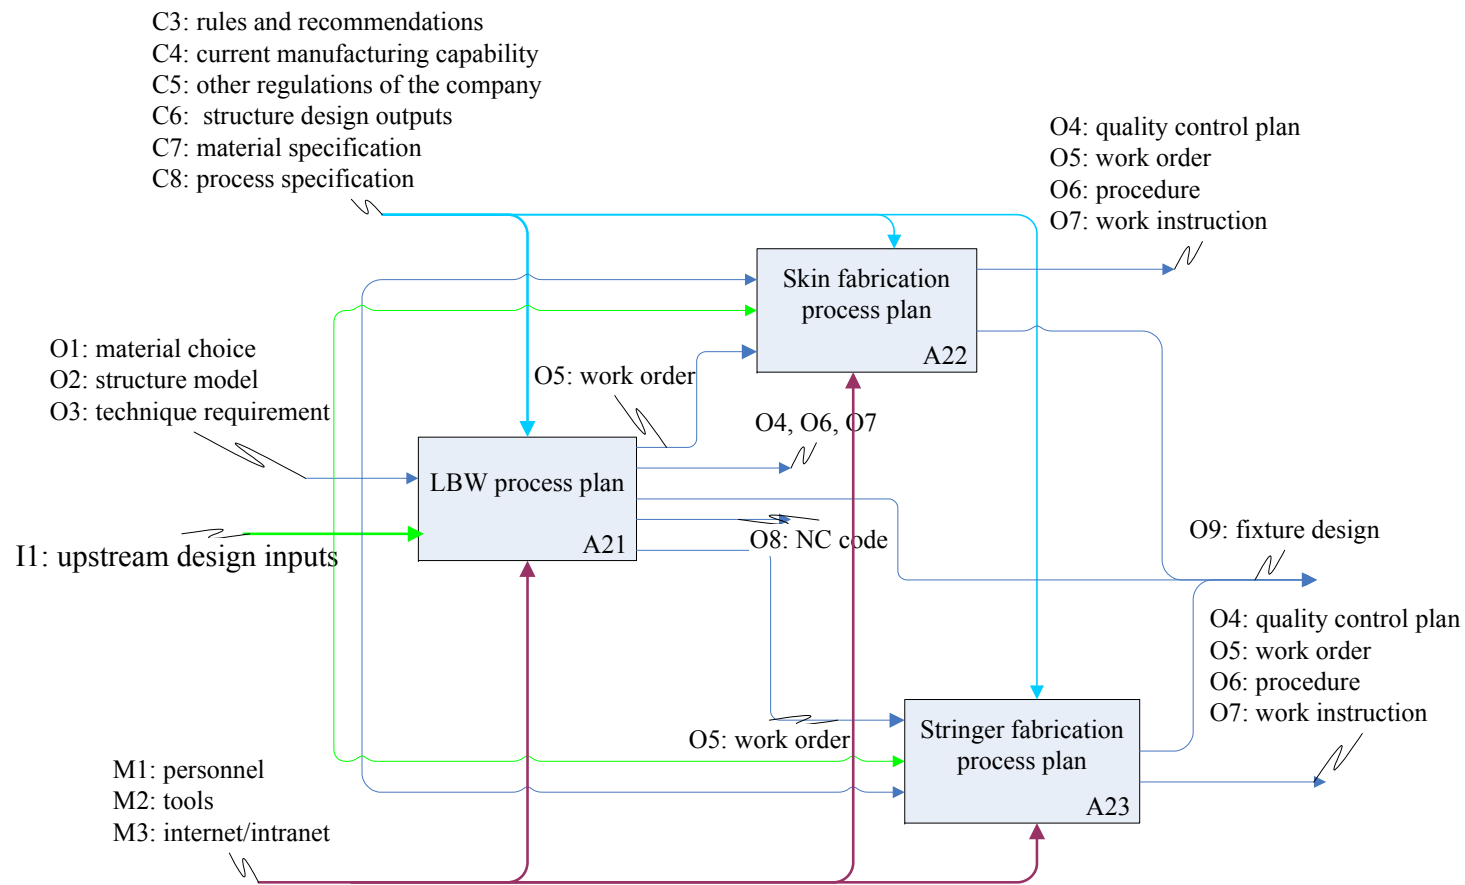 C3: rules and recommendations
C4: current manufacturing capability
C5: other regulations of the company
C6: structure design outputs
C7: material specification
C8: process specification
O4: quality control plan
O5: work order
O6: procedure
O7: work instruction
Skin fabrication
process plan
A22
O1: material choice
O2: structure model
O3: technique requirement
O5: work order
O4, O6, O7
LBW process plan
A21
O8: NC code
I1: upstream design inputs
O9: fixture design
O4: quality control plan
O5: work order
O6: procedure
O7: work instruction
O5: work order
Stringer fabrication
process plan
A23
M1: personnel
M2: tools
M3: internet/intranet